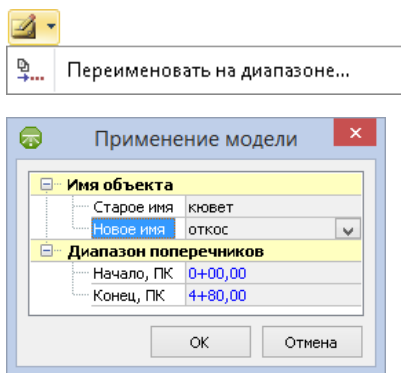 Переименовать на диапазоне...
Применение модели
Имя объекта
Старое имя кювет
Новое имя откос
Диапазон поперечников
Начало, ПК 0+00,00
Конец, ПК 4+80,00
ОК Отмена